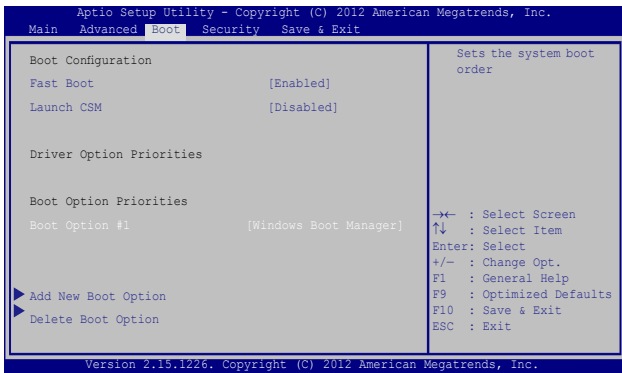 Aptio Setup Utility - Copyright (C) 2012 American Megatrends, Inc.
Main Advanced Boot Security Save & Exit
Boot Configuration
Fast Boot [Enabled]
Launch CSM [Disabled]
Driver Option Priorities
Boot Option Priorities
Boot Option #1 [Windows Boot Manager]
Add New Boot Option
Delete Boot Option
Sets the system boot
order
→← : Select Screen
↑↓ : Select Item
Enter: Select
+/— : Change Opt.
F1 : General Help
F9 : Optimized Defaults
F10 : Save & Exit
ESC : Exit
Version 2.15.1226. Copyright (C) 2012 American Megatrends, Inc.